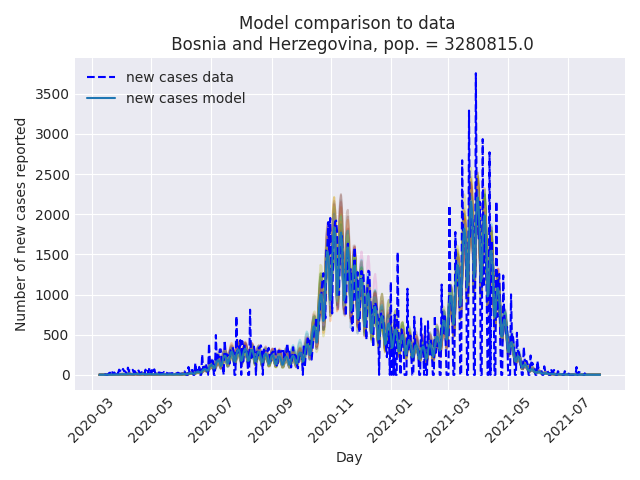 Model comparison to data
Bosnia and Herzegovina, pop. = 3280815.0
new cases data
new cases model
Number of new cases reported
3500
3000
2500
2000
1500
1000
500
0
2020-03
2020-05
2020-07
2020-09
2020-11
2021-01
2021-03
2021-05
2021-07
Day